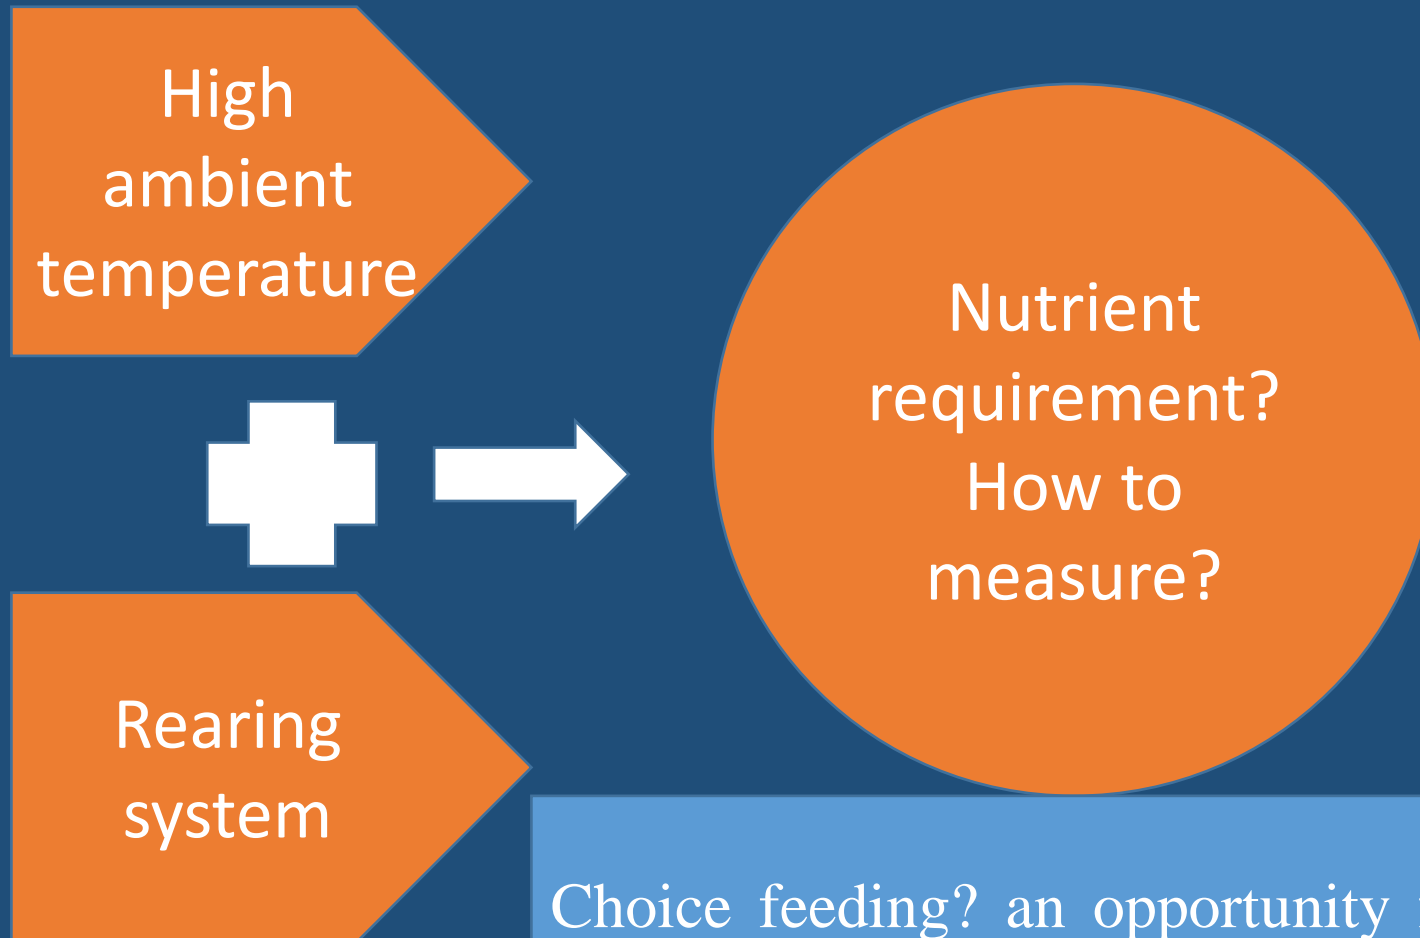 High
ambient
temperature
Nutrient
requirement?
How to
measure?
Rearing
system
Choice feeding? an opportunity